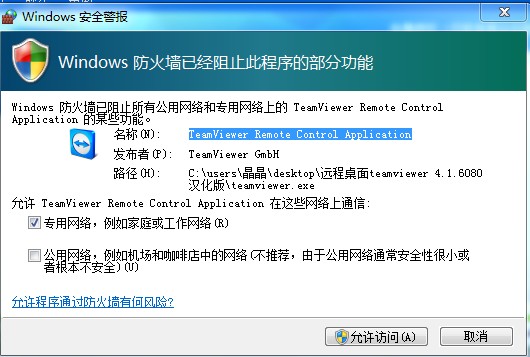 Windows 安全警报
Windows 防火墙已经阻止此程序的部分功能
Windows 防火墙已阻止所有公用网络和专用网络上的 TeamViewer Remote Control
Application 的某些功能。
名称(N): TeamViewer Remote Control Application
发布者(P): TeamViewer GmbH
路径(H): C:\users\晶晶\desktop\远程桌面teamviewer 4.1.6080
汉化版\teamviewer.exe
允许 TeamViewer Remote Control Application 在这些网络上通信:
专用网络，例如家庭或工作网络(R)
公用网络，例如机场和咖啡店中的网络(不推荐，由于公用网络通常安全性很小或
者根本不安全)(U)
允许程序通过防火墙有何风险?
允许访问(A) 取消